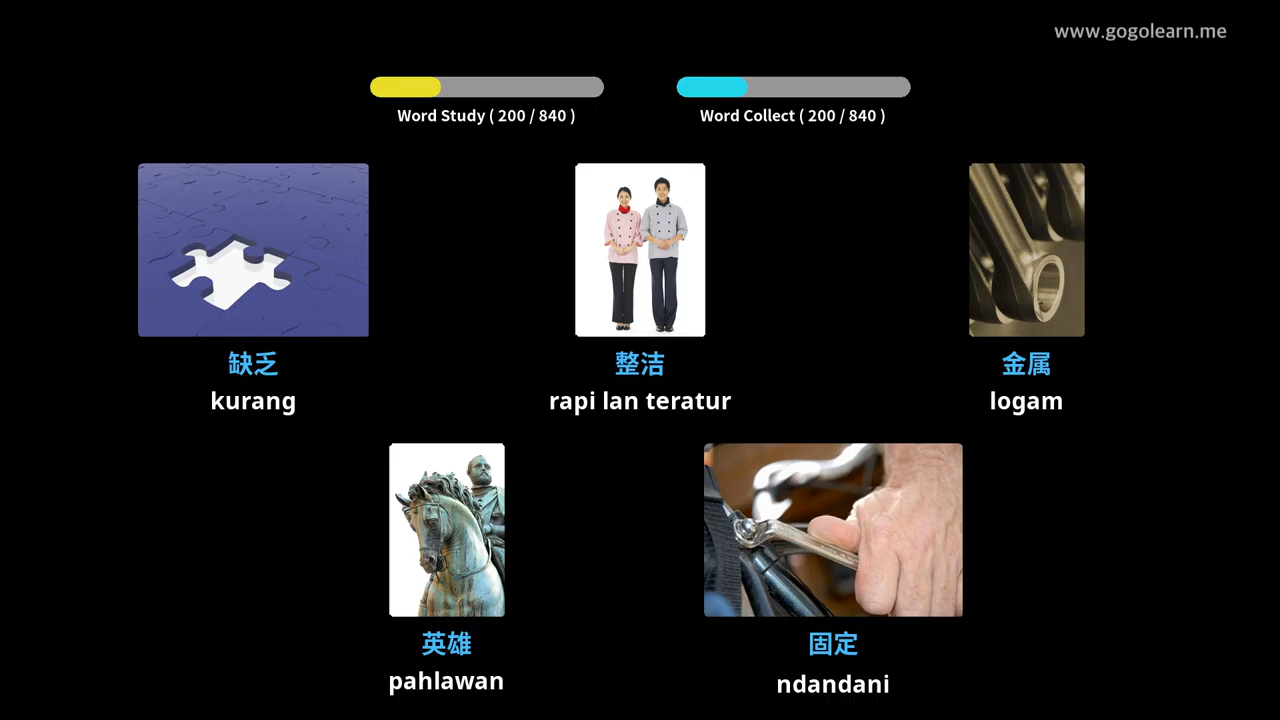 www.gogolearn.me
Word Study ( 200 / 840 )
Word Collect ( 200 / 840 )
缺乏
kurang
整洁
rapi lan teratur
金属
logam
英雄
pahlawan
固定
ndandani